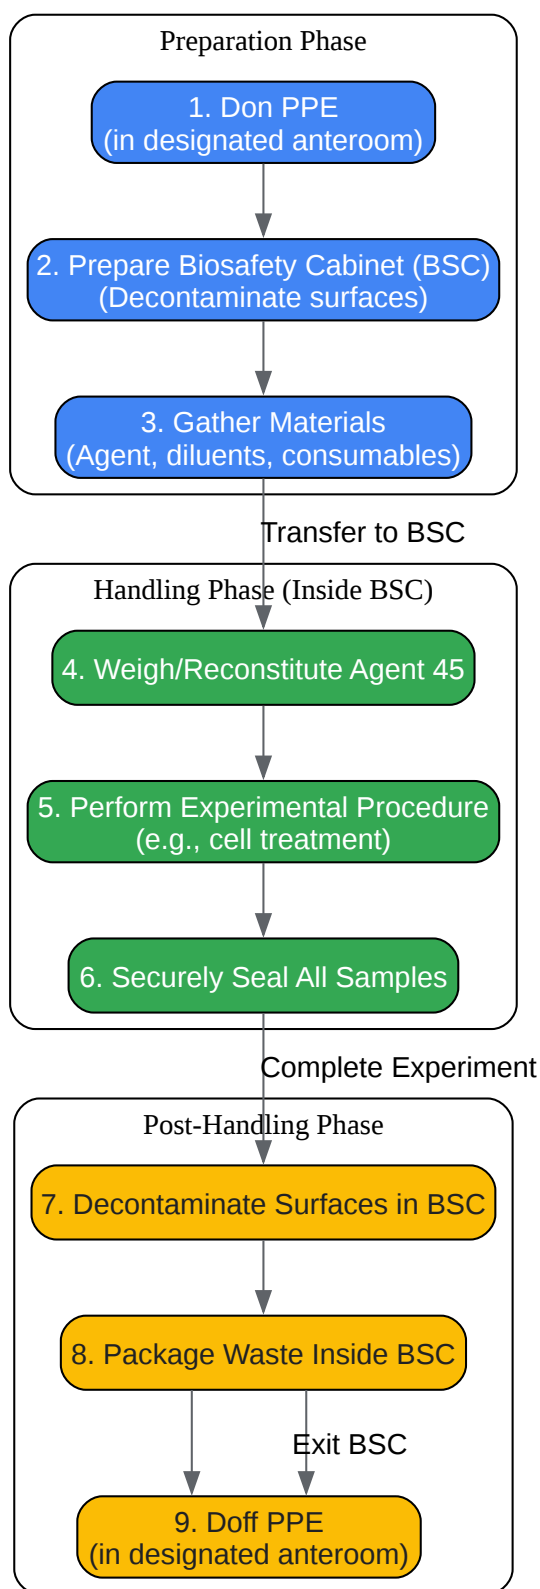 Preparation Phase
1. Don PPE
(in designated anteroom)
2. Prepare Biosafety Cabinet (BSC)
(Decontaminate surfaces)
3. Gather Materials
(Agent, diluents, consumables)
Transfer to BSC
Handling Phase (Inside BSC)
4. Weigh/Reconstitute Agent 45
5. Perform Experimental Procedure
(e.g., cell treatment)
6. Securely Seal All Samples
Complete Experiment
Post-Handling Phase
7. Decontaminate Surfaces in BSC
8. Package Waste Inside BSC
Exit BSC
9. Doff PPE
(in designated anteroom)